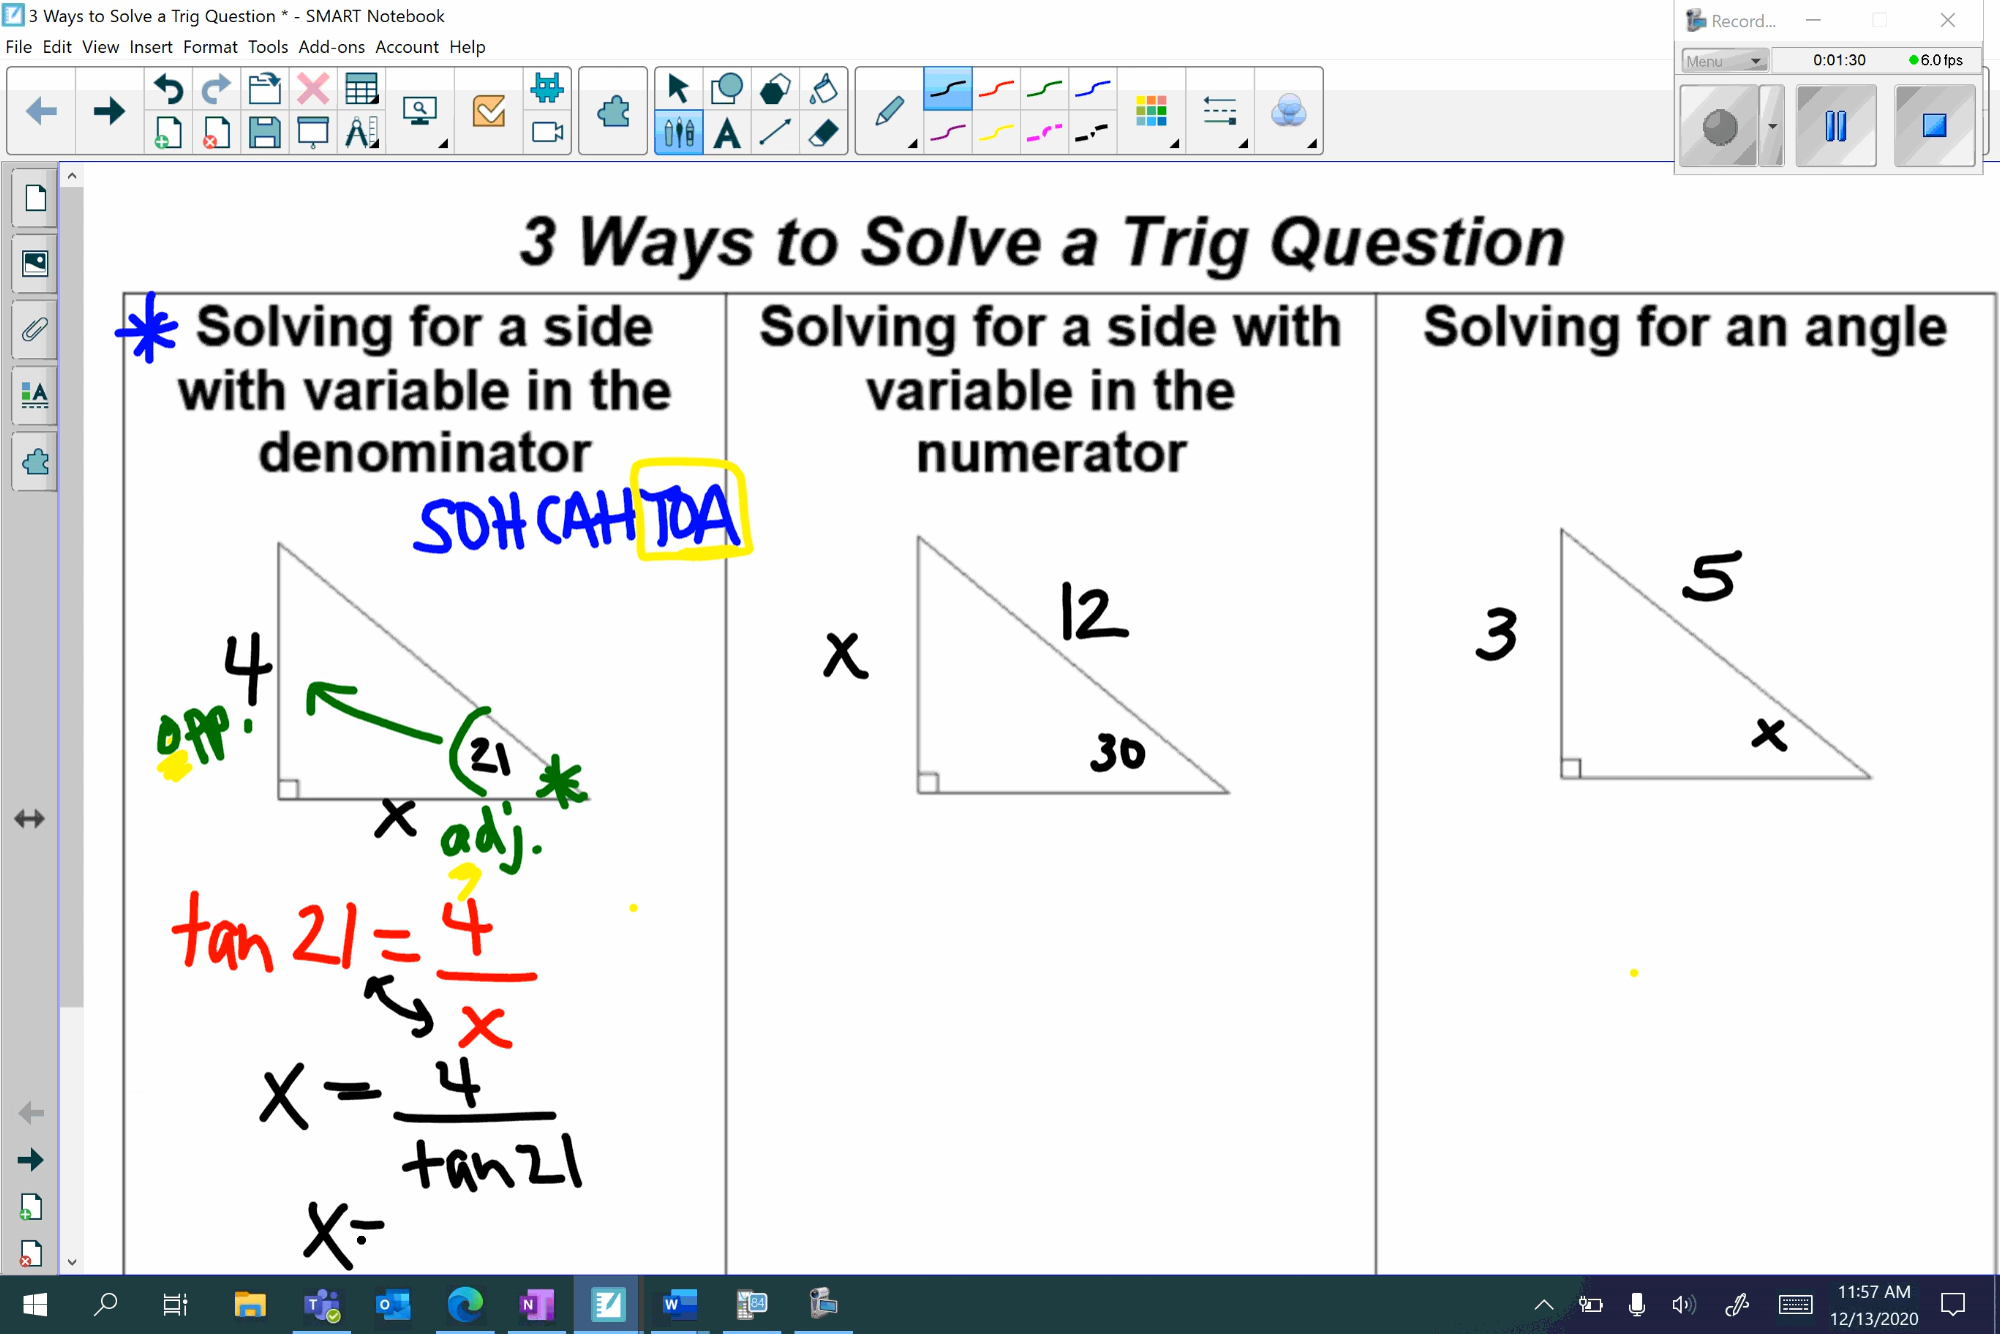 3 Ways to Solve a Trig Question * - SMART Notebook
File Edit View Insert Format Tools Add-ons Account Help
Record...
Menu 0:01:30 6.0 fps
3 Ways to Solve a Trig Question
* Solving for a side
with variable in the
denominator
SOH CAH TOA
4
opp.
21
*
x
adj.
tan 21 = 4/x
x = 4/tan 21
x =
Solving for a side with
variable in the
numerator
x
12
30
Solving for an angle
3
5
x
11:57 AM
12/13/2020